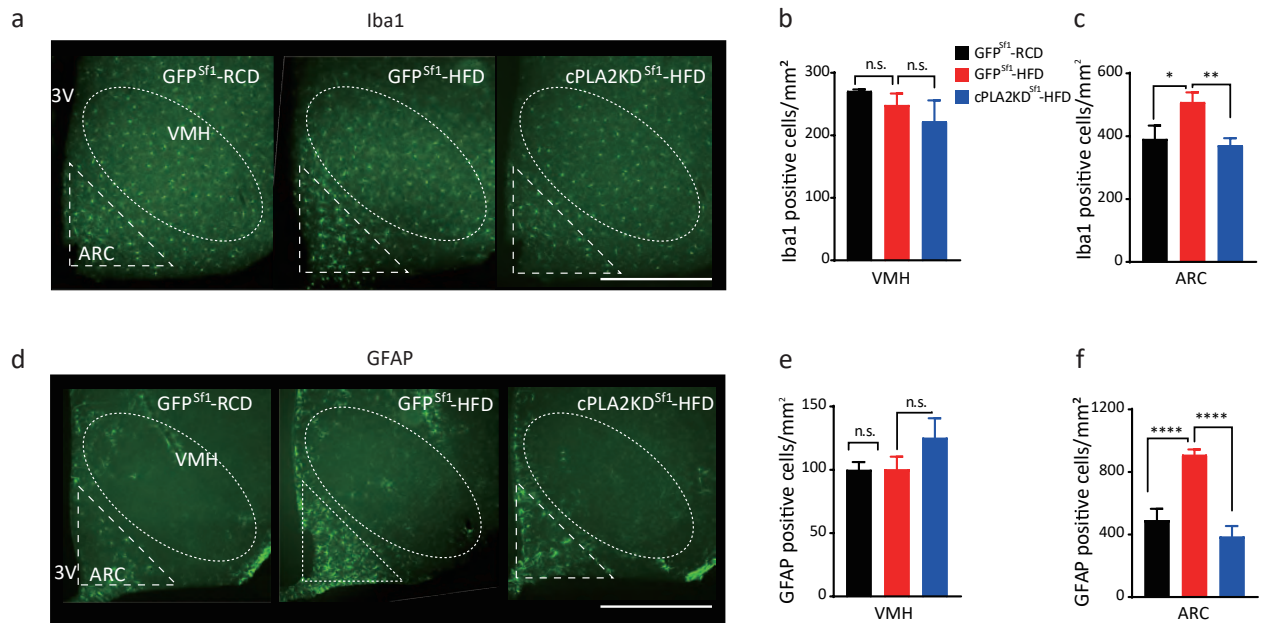 a
Iba1
GFP^Sf1-RCD
GFP^Sf1-HFD
cPLA2KD^Sf1-HFD
3V
VMH
ARC
b
GFP^Sf1-RCD
GFP^Sf1-HFD
cPLA2KD^Sf1-HFD
n.s.
n.s.
Iba1 positive cells/mm²
300
200
100
0
VMH
c
* **
Iba1 positive cells/mm²
600
400
200
0
ARC
d
GFAP
GFP^Sf1-RCD
GFP^Sf1-HFD
cPLA2KD^Sf1-HFD
VMH
3V
ARC
e
n.s.
n.s.
GFAP positive cells/mm²
150
100
50
0
VMH
f
**** ****
GFAP positive cells/mm²
1200
800
400
0
ARC